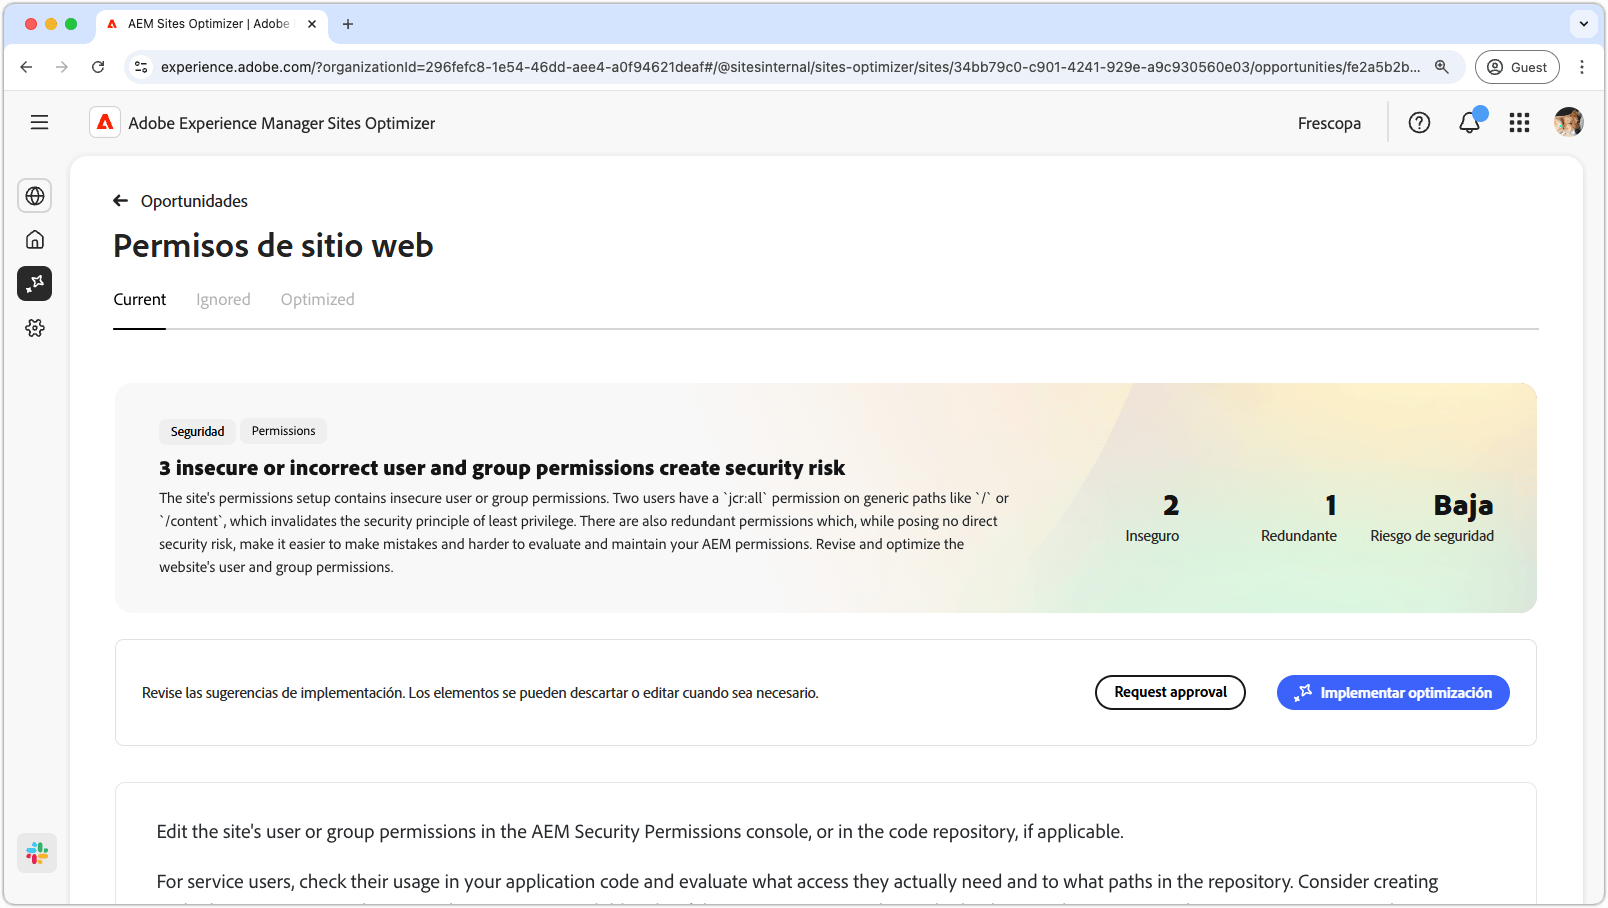 AEM Sites Optimizer | Adobe
experience.adobe.com/?organizationId=296fefc8-1e54-46dd-aee4-a0f94621deaf#/@sitesinternal/sites-optimizer/sites/34bb79c0-c901-4241-929e-a9c930560e03/opportunities/fe2a5b2b...
Guest
Adobe Experience Manager Sites Optimizer
Frescopa
Oportunidades
Permisos de sitio web
Current Ignored Optimized
Seguridad Permissions
3 insecure or incorrect user and group permissions create security risk
The site's permissions setup contains insecure user or group permissions. Two users have a `jcr:all` permission on generic paths like `/` or
`/content`, which invalidates the security principle of least privilege. There are also redundant permissions which, while posing no direct
security risk, make it easier to make mistakes and harder to evaluate and maintain your AEM permissions. Revise and optimize the
website's user and group permissions.
2 1 Baja
Inseguro Redundante Riesgo de seguridad
Revise las sugerencias de implementación. Los elementos se pueden descartar o editar cuando sea necesario.
Request approval
Implementar optimización
Edit the site's user or group permissions in the AEM Security Permissions console, or in the code repository, if applicable.
For service users, check their usage in your application code and evaluate what access they actually need and to what paths in the repository. Consider creating